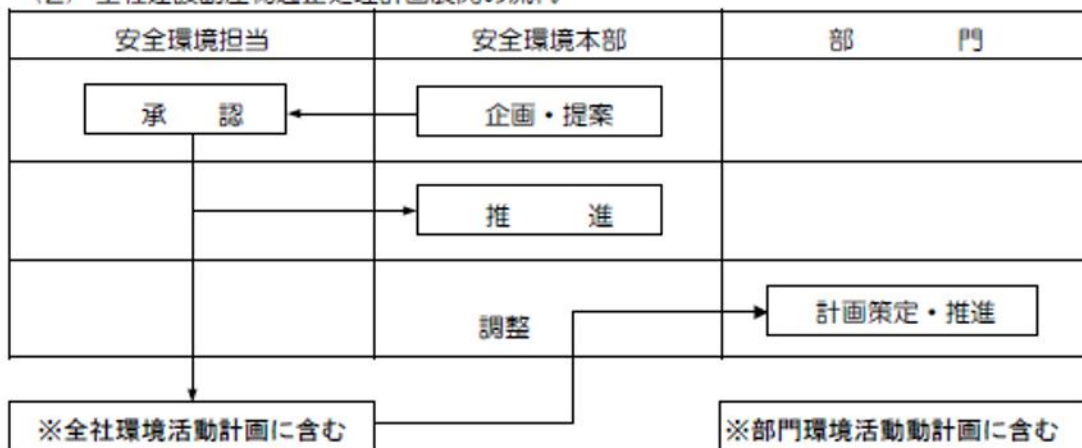 安全環境担当
安全環境本部
部 門
承 認
企画・提案
推 進
調整
計画策定・推進
※全社環境活動計画に含む
※部門環境活動動計画に含む